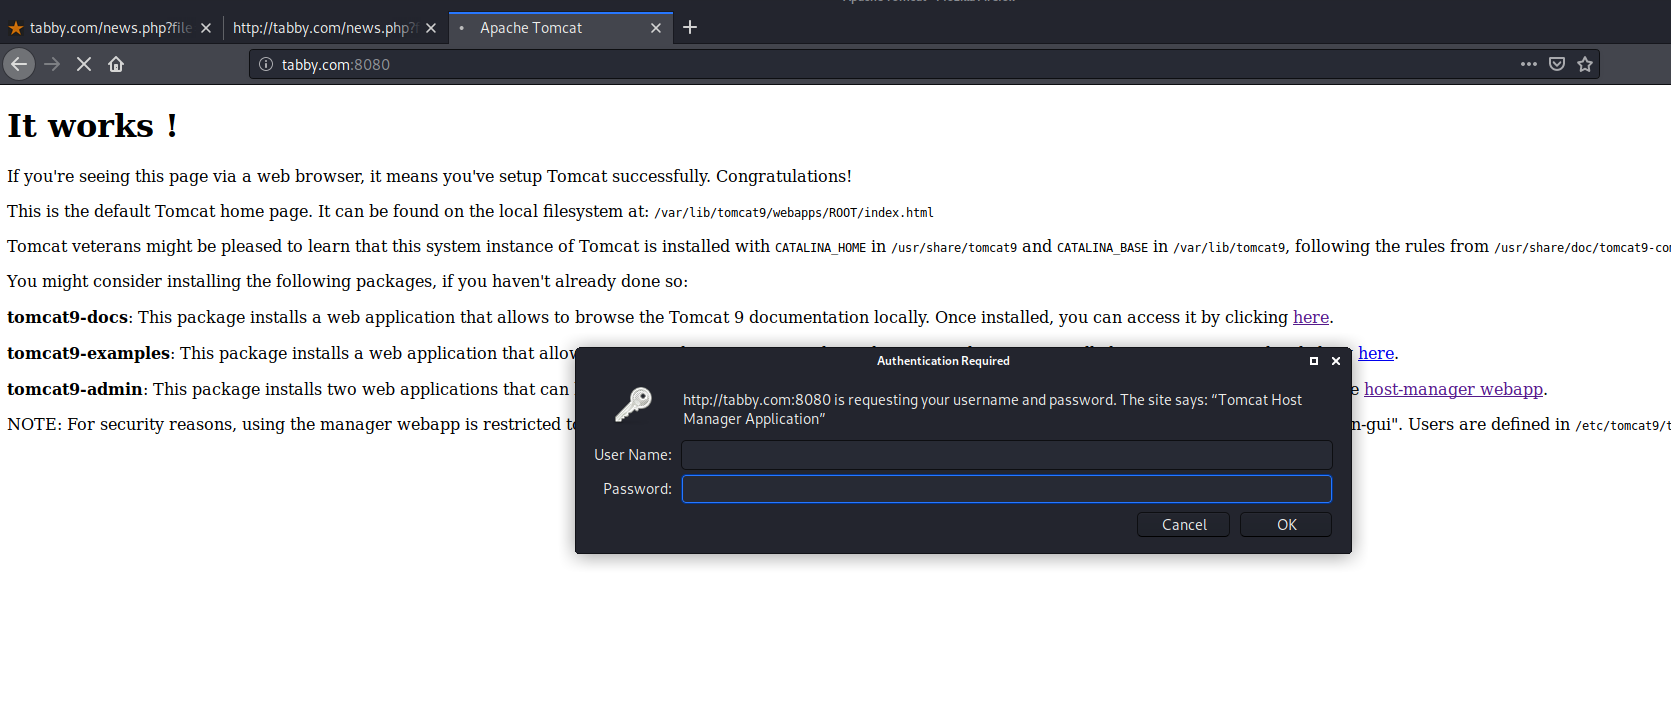 tabby.com/news.php?file
http://tabby.com/news.php?f
Apache Tomcat
tabby.com:8080
It works !
If you're seeing this page via a web browser, it means you've setup Tomcat successfully. Congratulations!
This is the default Tomcat home page. It can be found on the local filesystem at: /var/lib/tomcat9/webapps/ROOT/index.html
Tomcat veterans might be pleased to learn that this system instance of Tomcat is installed with CATALINA_HOME in /usr/share/tomcat9 and CATALINA_BASE in /var/lib/tomcat9, following the rules from /usr/share/doc/tomcat9-co
You might consider installing the following packages, if you haven't already done so:
tomcat9-docs: This package installs a web application that allows to browse the Tomcat 9 documentation locally. Once installed, you can access it by clicking here.
tomcat9-examples: This package installs a web application that allow here.
tomcat9-admin: This package installs two web applications that can e host-manager webapp.
NOTE: For security reasons, using the manager webapp is restricted to n-gui". Users are defined in /etc/tomcat9/t
Authentication Required
http://tabby.com:8080 is requesting your username and password. The site says: “Tomcat Host
Manager Application”
User Name:
Password:
Cancel
OK